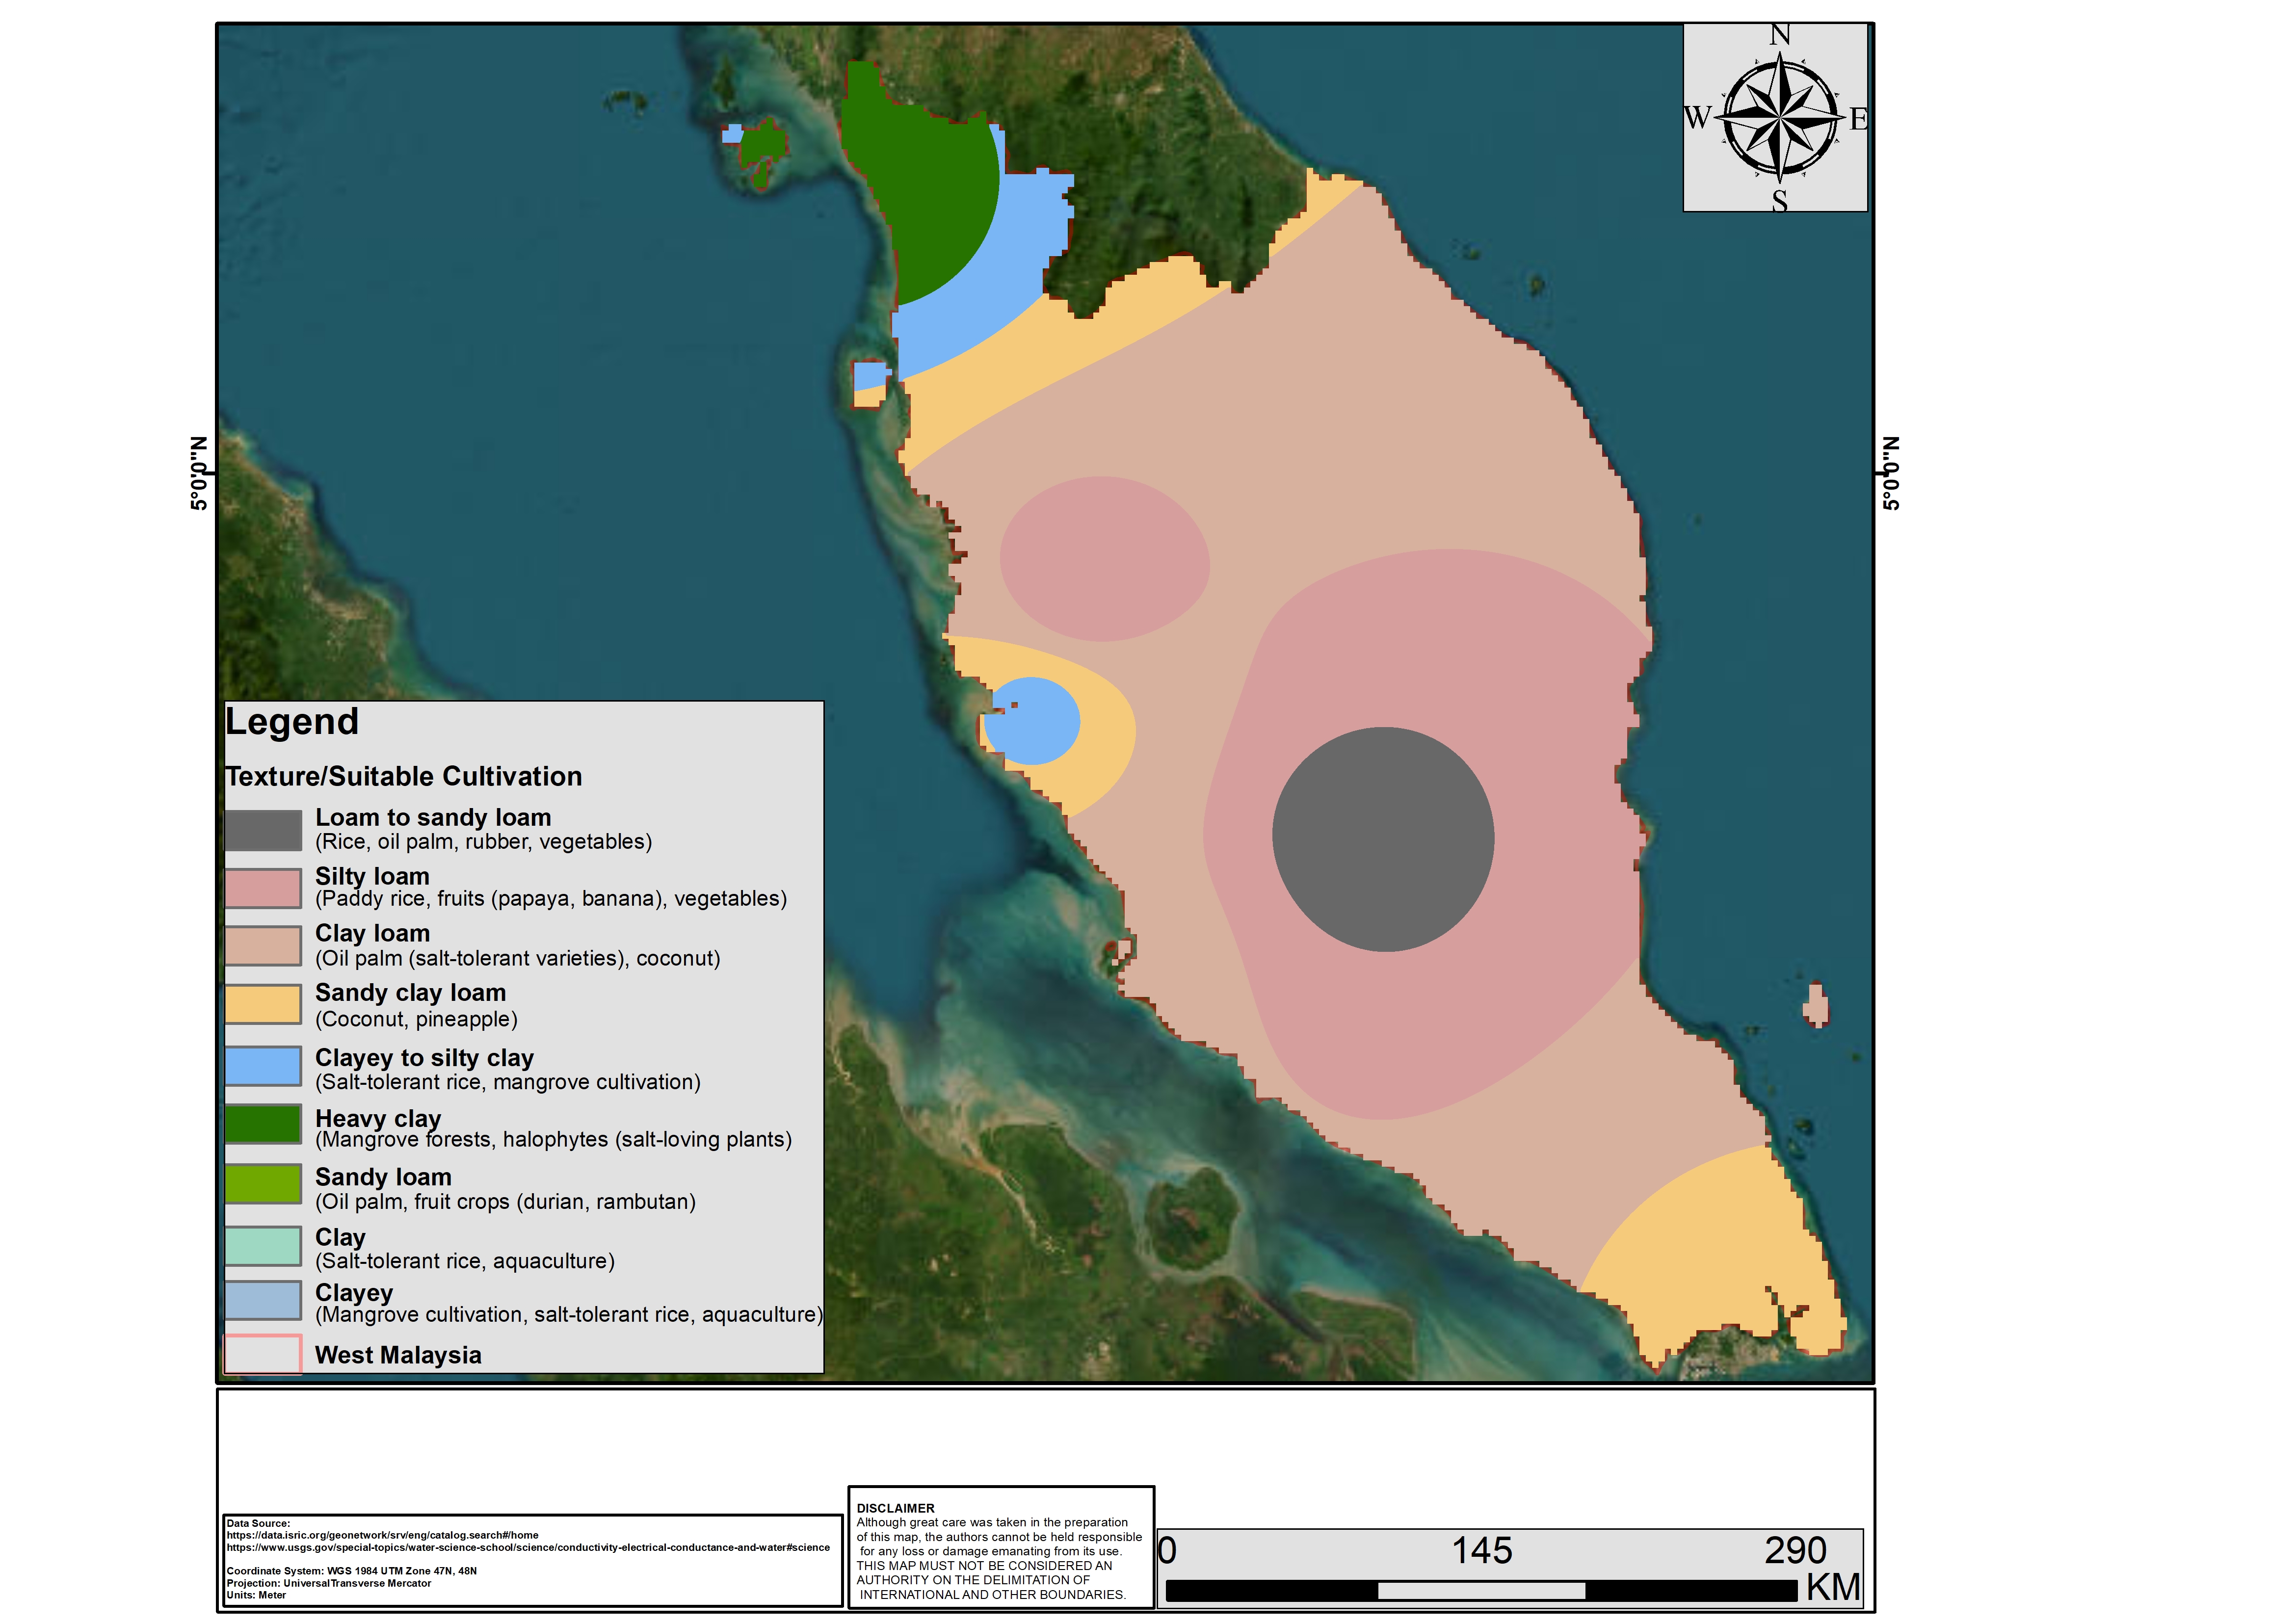 N
W E
S
5°0'0"N
5°0'0"N
Legend
Texture/Suitable Cultivation
Loam to sandy loam
(Rice, oil palm, rubber, vegetables)
Silty loam
(Paddy rice, fruits (papaya, banana), vegetables)
Clay loam
(Oil palm (salt-tolerant varieties), coconut)
Sandy clay loam
(Coconut, pineapple)
Clayey to silty clay
(Salt-tolerant rice, mangrove cultivation)
Heavy clay
(Mangrove forests, halophytes (salt-loving plants)
Sandy loam
(Oil palm, fruit crops (durian, rambutan)
Clay
(Salt-tolerant rice, aquaculture)
Clayey
(Mangrove cultivation, salt-tolerant rice, aquaculture)
West Malaysia
Data Source:
https://data.isric.org/geonetwork/srv/eng/catalog.search#/home
https://www.usgs.gov/special-topics/water-science-school/science/conductivity-electrical-conductance-and-water#science
Coordinate System: WGS 1984 UTM Zone 47N, 48N
Projection: UniversalTransverse Mercator
Units: Meter
DISCLAIMER
Although great care was taken in the preparation
of this map, the authors cannot be held responsible
for any loss or damage emanating from its use.
THIS MAP MUST NOT BE CONSIDERED AN
AUTHORITY ON THE DELIMITATION OF
INTERNATIONAL AND OTHER BOUNDARIES.
0 145 290
KM